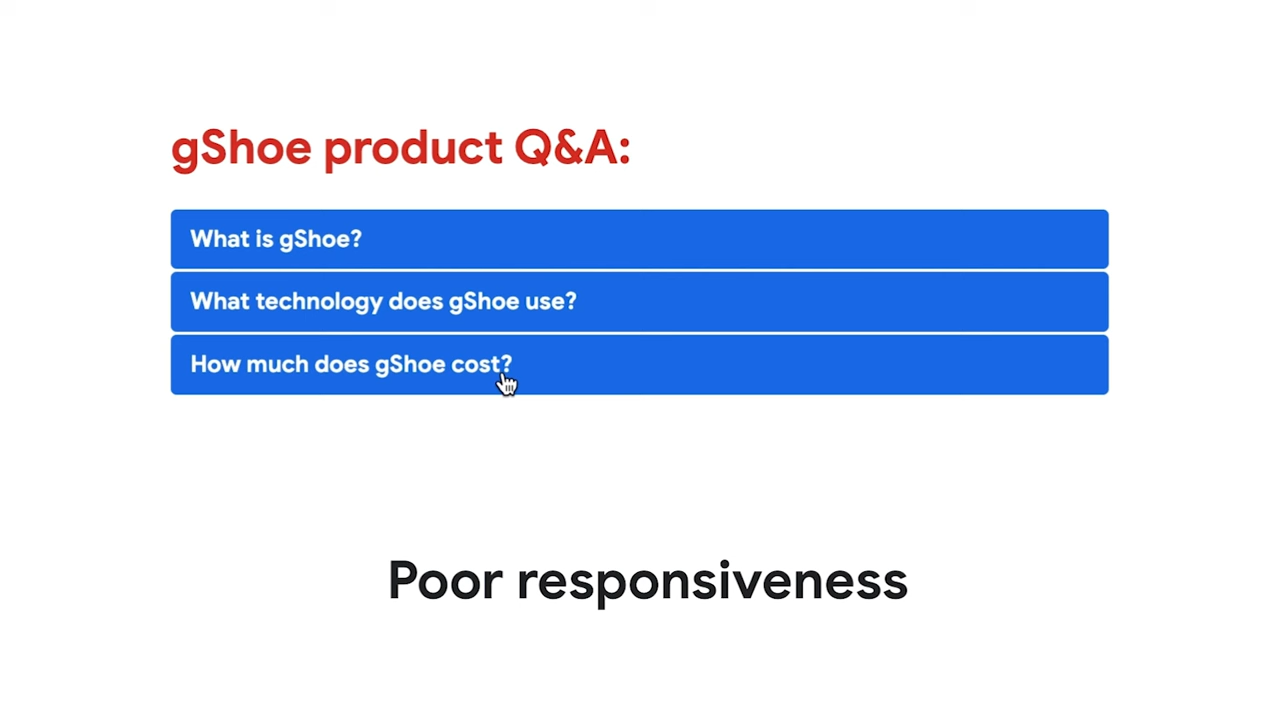 gShoe product Q&A:
What is gShoe?
What technology does gShoe use?
How much does gShoe cost?
Poor responsiveness